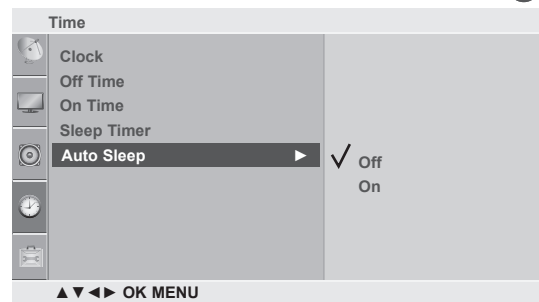 Time
Clock
Off Time
On Time
Sleep Timer
Auto Sleep ►
✓ Off
On
▲▼◄► OK MENU